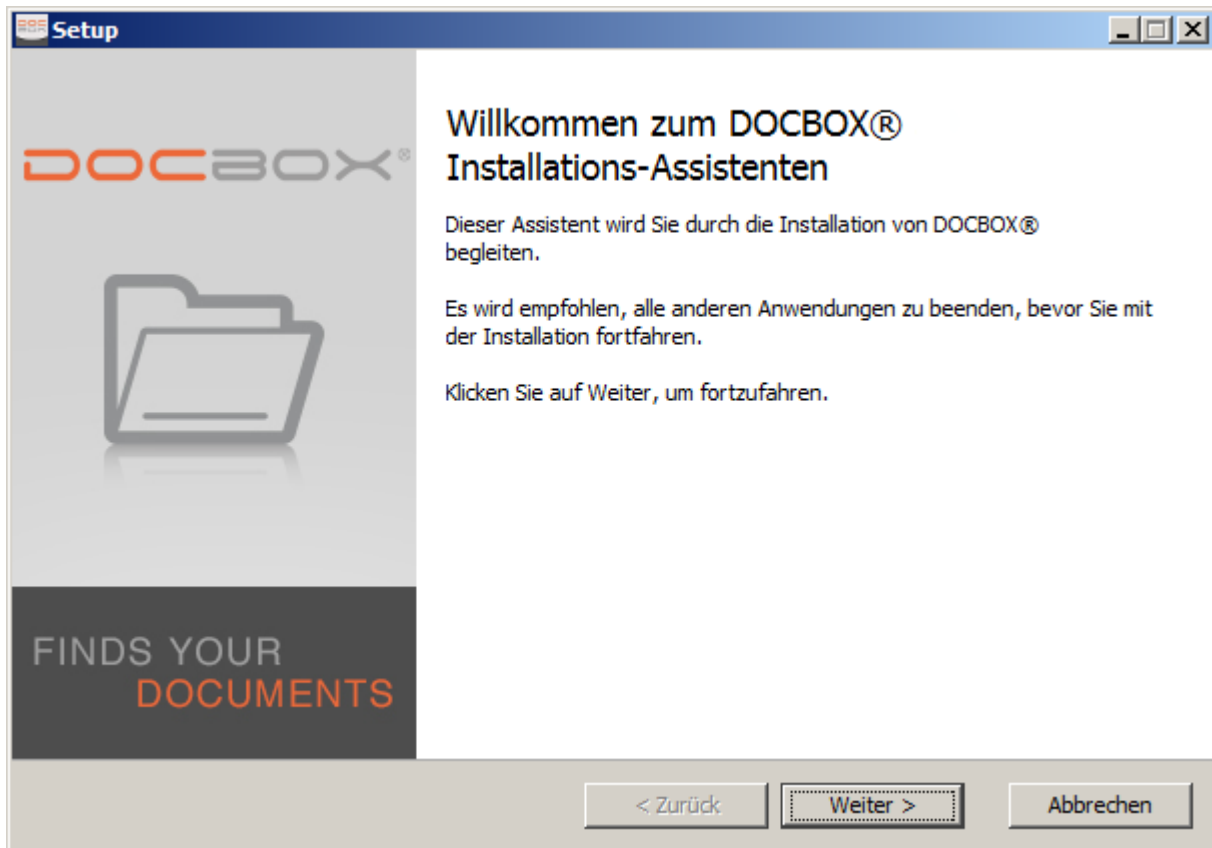 Setup
DOCBOX®
FINDS YOUR
DOCUMENTS
Willkommen zum DOCBOX®
Installations-Assistenten
Dieser Assistent wird Sie durch die Installation von DOCBOX®
begleiten.
Es wird empfohlen, alle anderen Anwendungen zu beenden, bevor Sie mit
der Installation fortfahren.
Klicken Sie auf Weiter, um fortzufahren.
< Zurück
Weiter >
Abbrechen